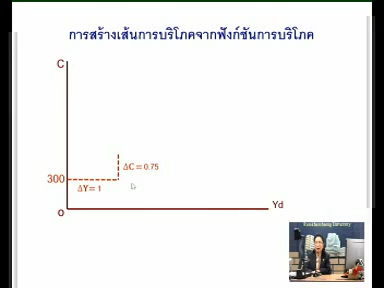 การสร้างเส้นการบริโภคจากฟังก์ชันการบริโภค
C
ΔC = 0.75
300
ΔY = 1
O
Yd